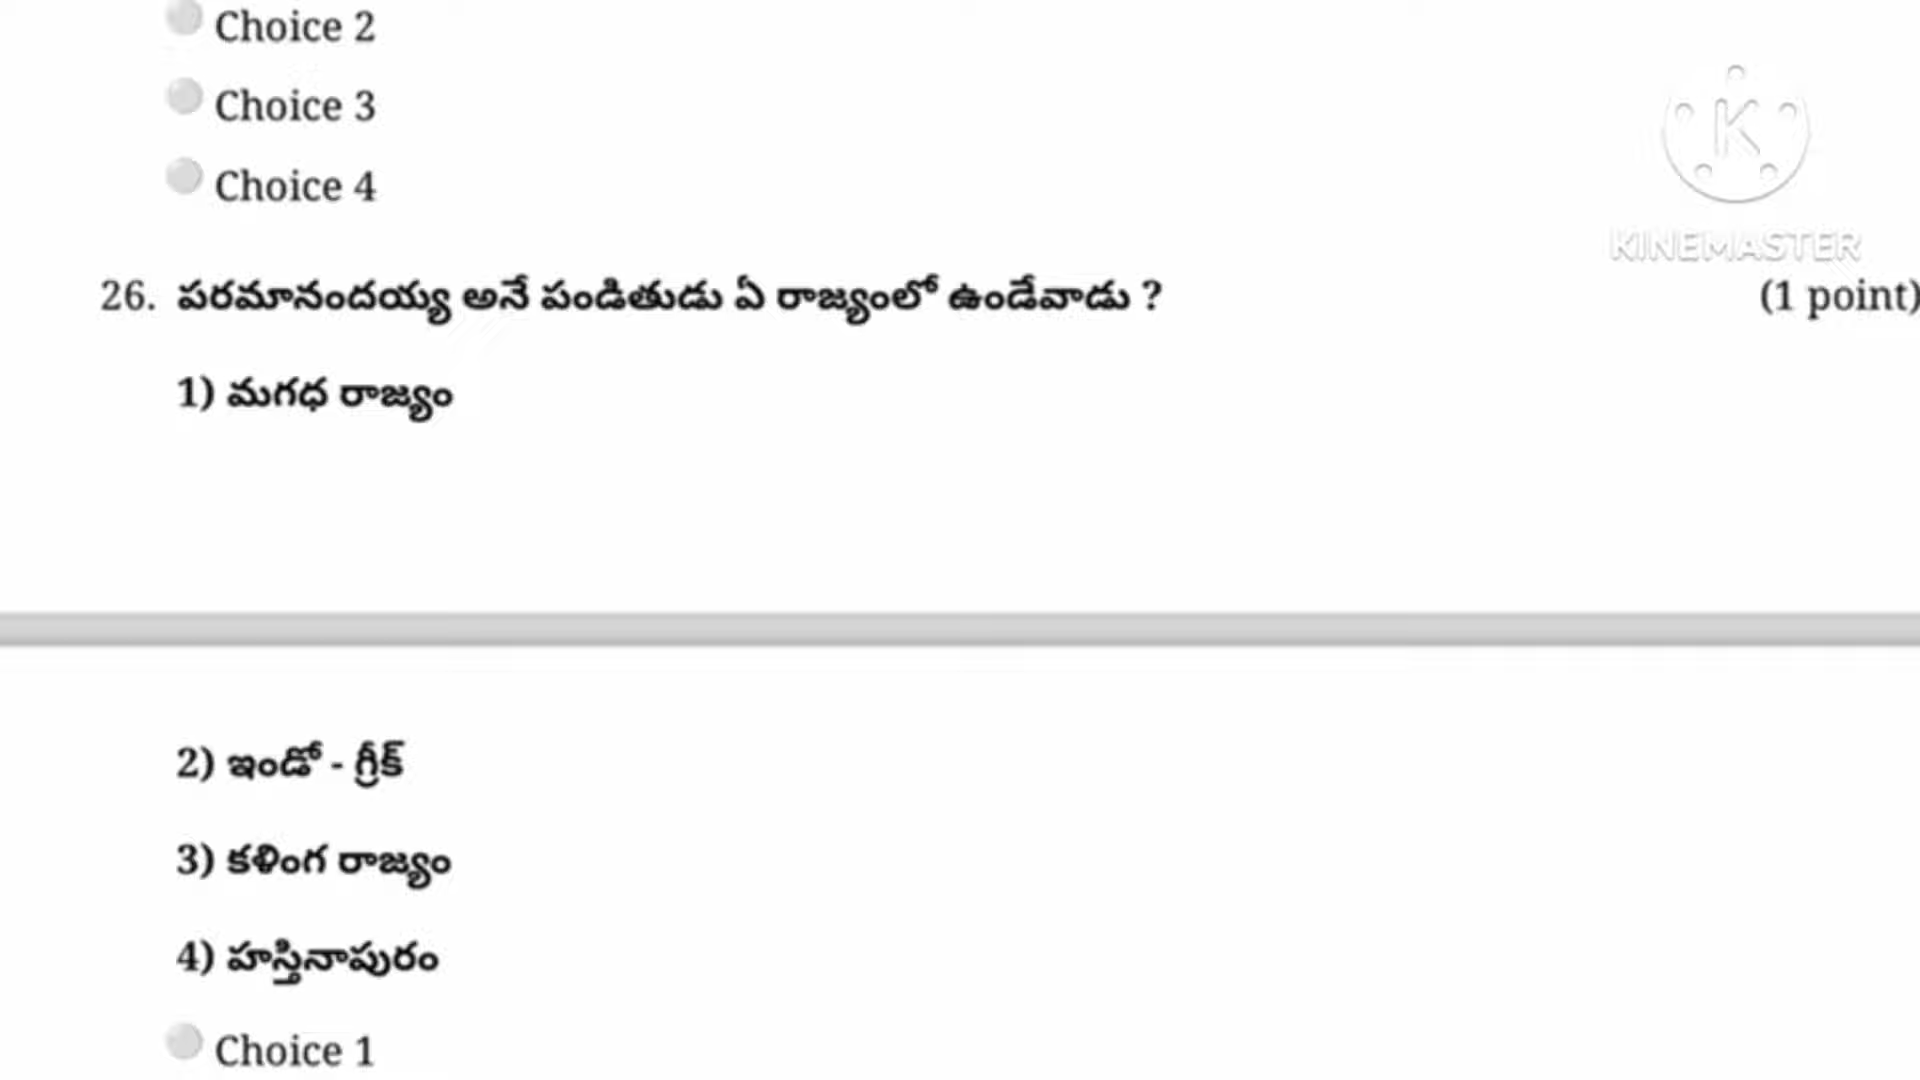 Choice 2
Choice 3
Choice 4
KINEMASTER
26. పరమానందయ్య అనే పండితుడు ఏ రాజ్యంలో ఉండేవాడు ? (1 point)
1) మగధ రాజ్యం
2) ఇండో - గ్రీక్
3) కళింగ రాజ్యం
4) హస్తినాపురం
Choice 1